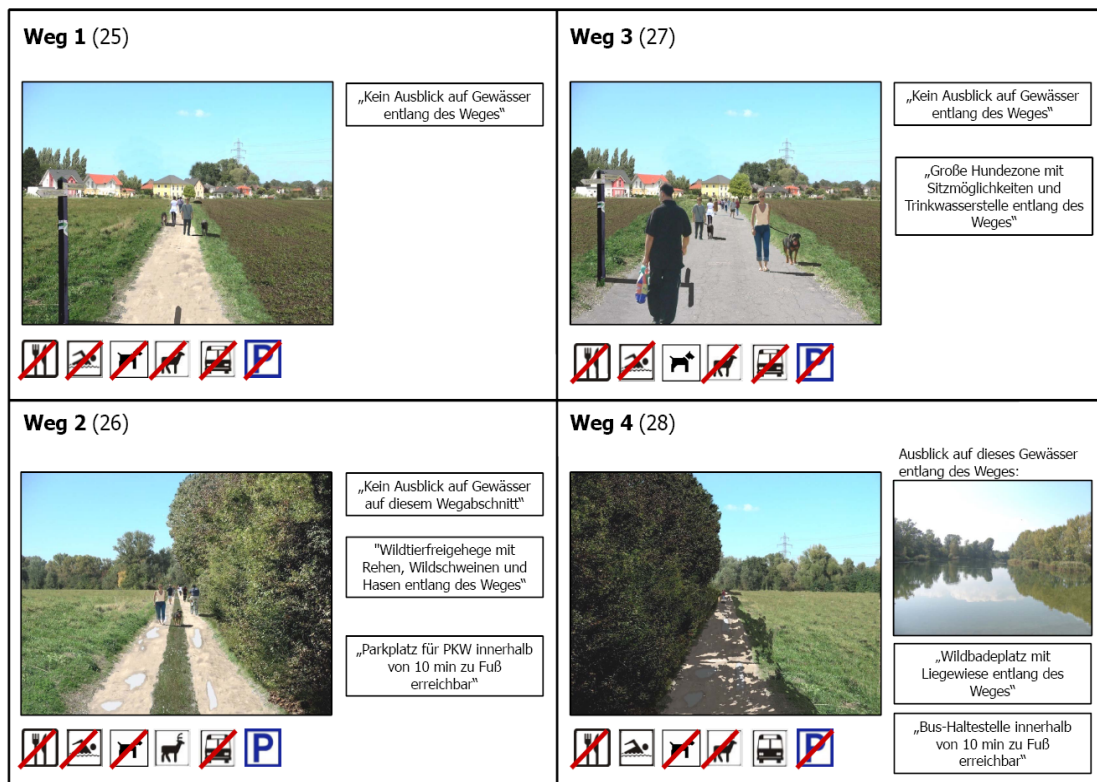 Weg 1 (25)
„Kein Ausblick auf Gewässer
entlang des Weges“
Weg 3 (27)
„Kein Ausblick auf Gewässer
entlang des Weges“
„Große Hundezone mit
Sitzmöglichkeiten und
Trinkwasserstelle entlang des
Weges“
P
P
Weg 2 (26)
„Kein Ausblick auf Gewässer
auf diesem Wegabschnitt“
"Wildtierfreigehege mit
Rehen, Wildschweinen und
Hasen entlang des Weges“
„Parkplatz für PKW innerhalb
von 10 min zu Fuß
erreichbar“
P
Weg 4 (28)
Ausblick auf dieses Gewässer
entlang des Weges:
„Wildbadeplatz mit
Liegewiese entlang des
Weges“
„Bus-Haltestelle innerhalb
von 10 min zu Fuß
erreichbar“
P